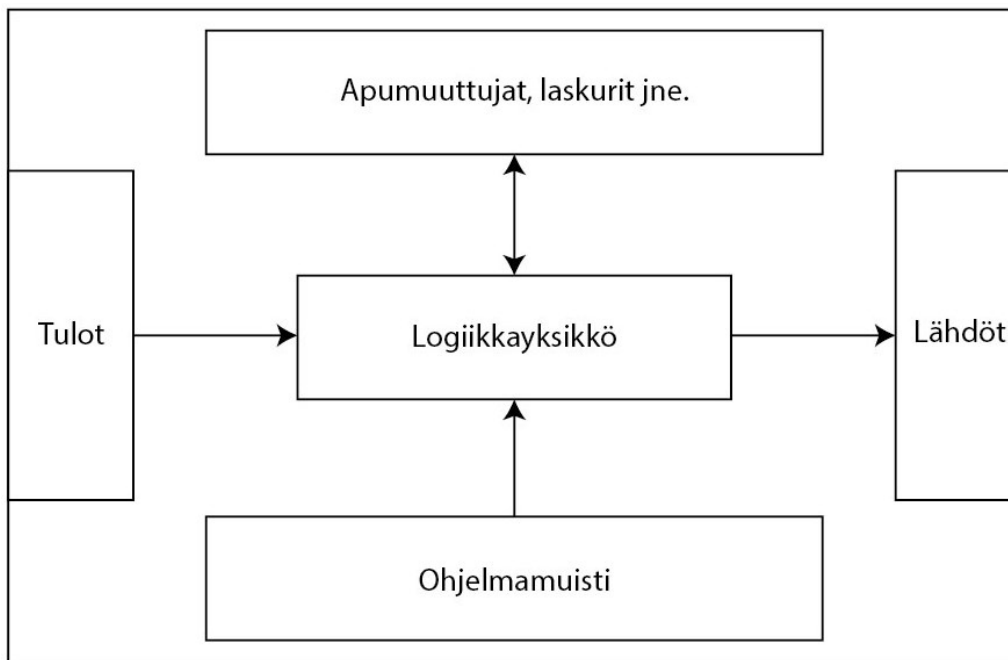 Apumuuttujat, laskurit jne.
Tulot
Logiikkayksikkö
Lähdöt
Ohjelmamuisti